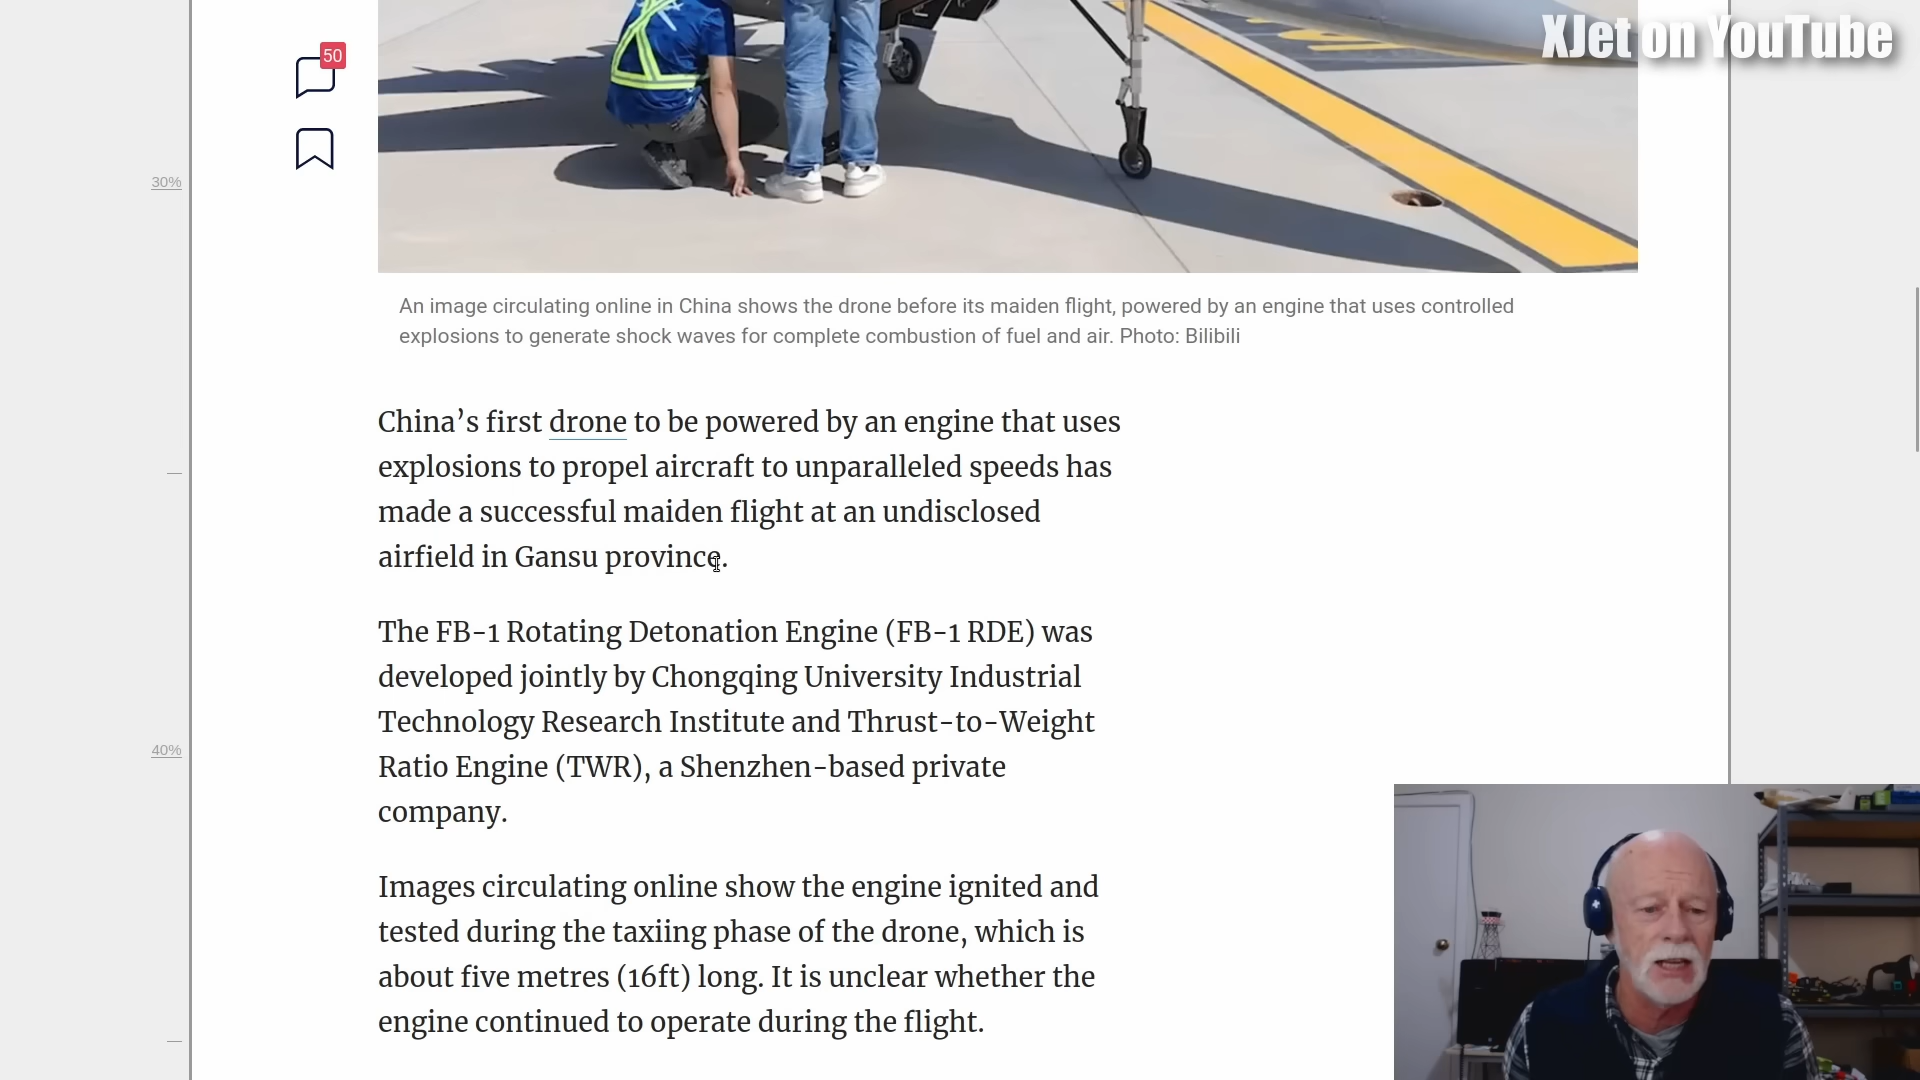 XJet on YouTube
50
30%
An image circulating online in China shows the drone before its maiden flight, powered by an engine that uses controlled
explosions to generate shock waves for complete combustion of fuel and air. Photo: Bilibili
China’s first drone to be powered by an engine that uses
explosions to propel aircraft to unparalleled speeds has
made a successful maiden flight at an undisclosed
airfield in Gansu province.
The FB-1 Rotating Detonation Engine (FB-1 RDE) was
developed jointly by Chongqing University Industrial
Technology Research Institute and Thrust-to-Weight
40%
Ratio Engine (TWR), a Shenzhen-based private
company.
Images circulating online show the engine ignited and
tested during the taxiing phase of the drone, which is
about five metres (16ft) long. It is unclear whether the
engine continued to operate during the flight.